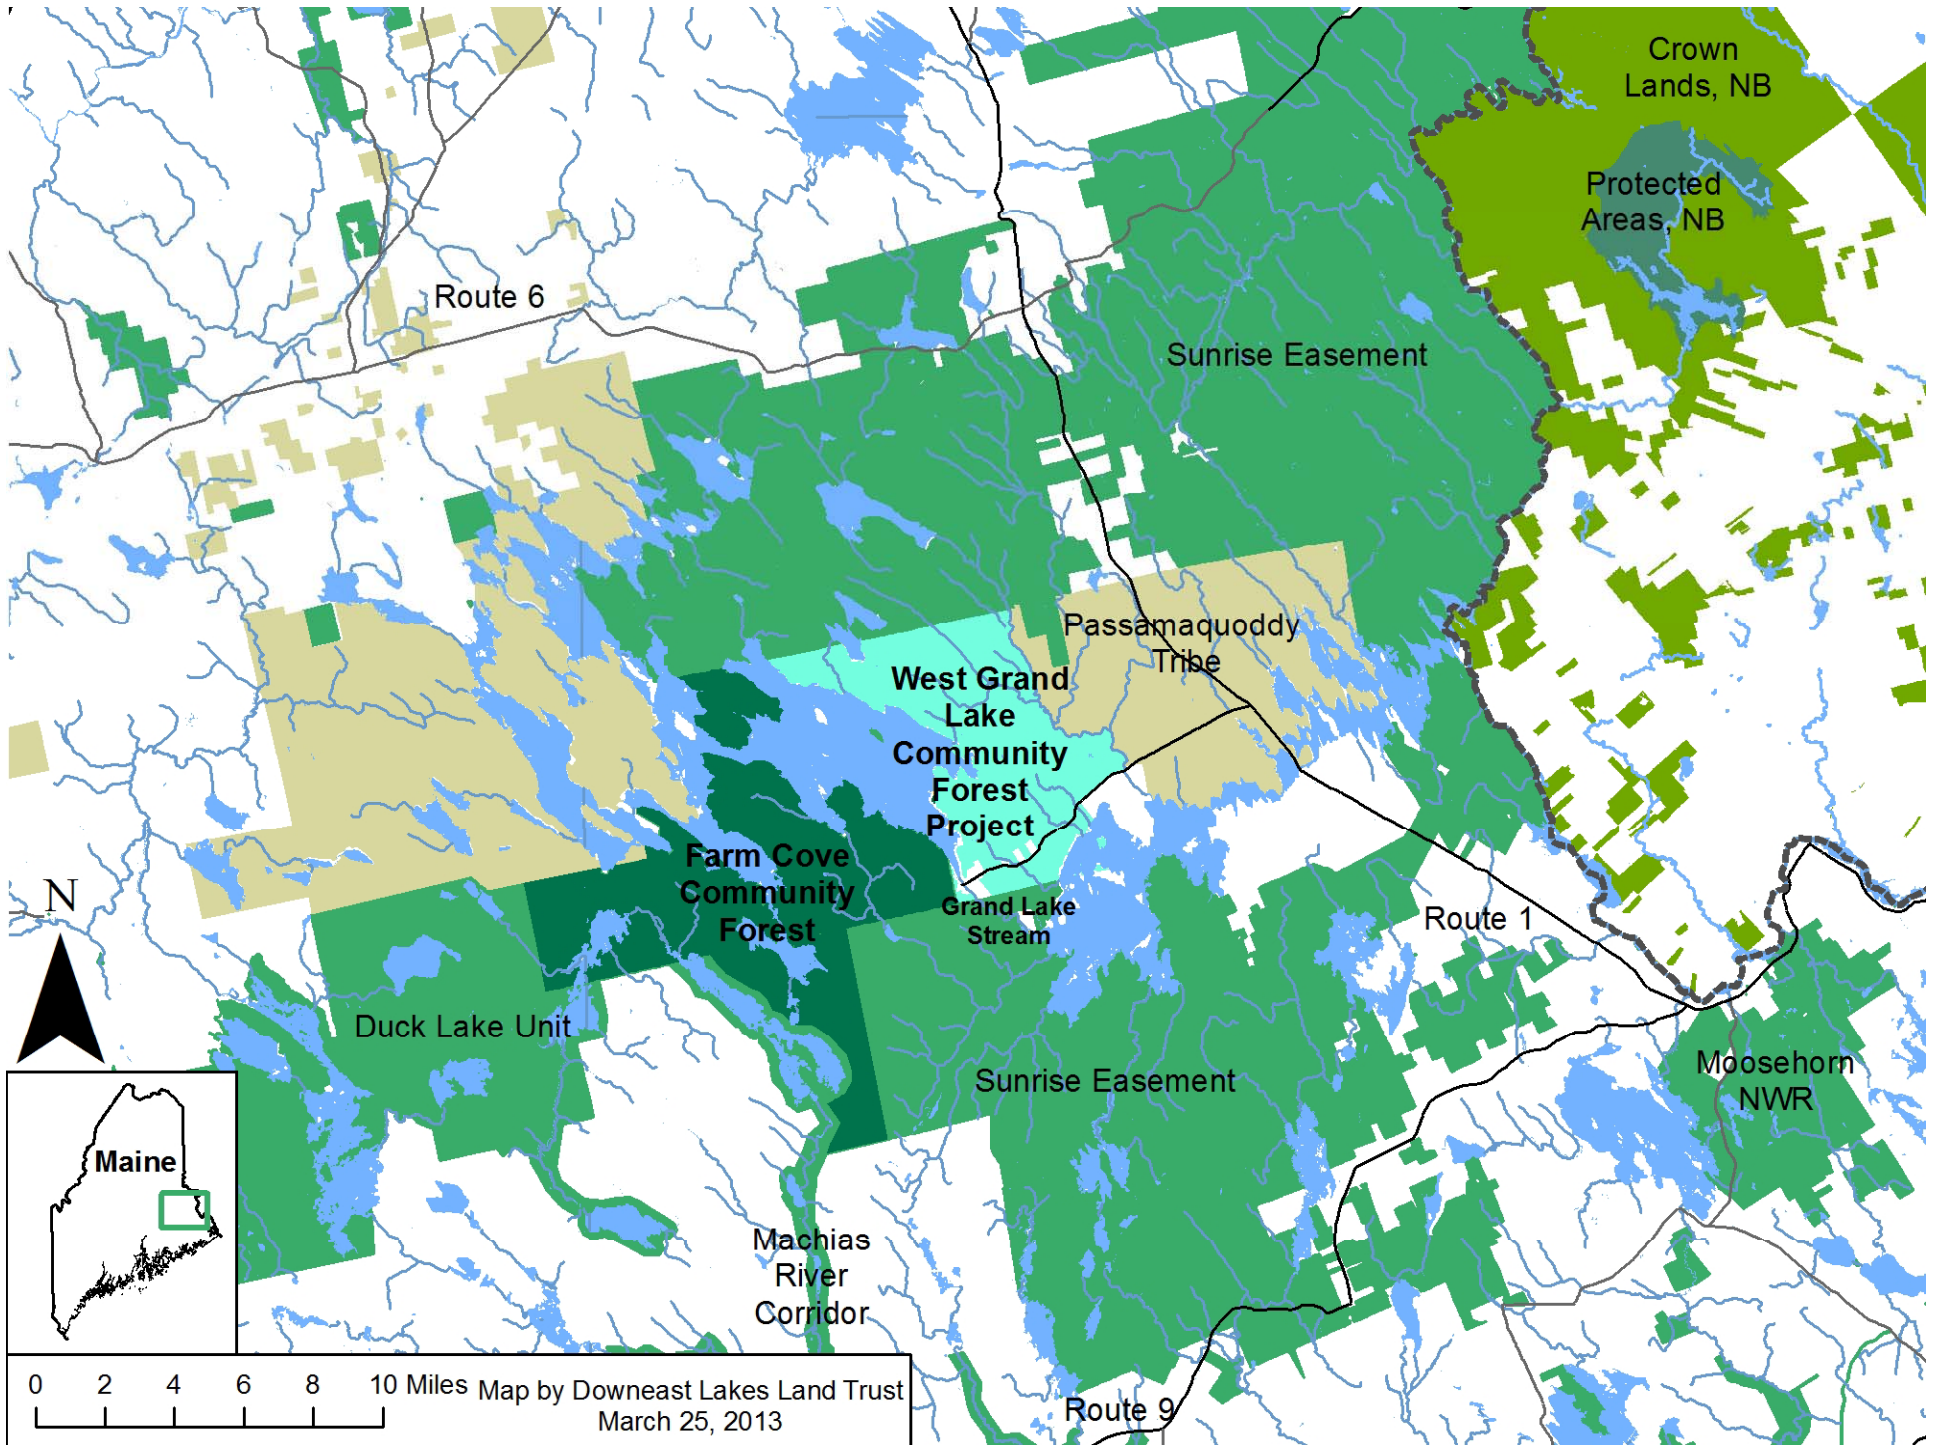 Crown
Lands, NB
Protected
Areas, NB
Route 6
Sunrise Easement
Passamaquoddy
Tribe
West Grand
Lake
Community
Forest
Project
Farm Cove
Community
Forest
N
Grand Lake
Stream
Route 1
Duck Lake Unit
Sunrise Easement
Moosehorn
NWR
Maine
Machias
River
Corridor
0 2 4 6 8 10 Miles
Map by Downeast Lakes Land Trust
March 25, 2013
Route 9